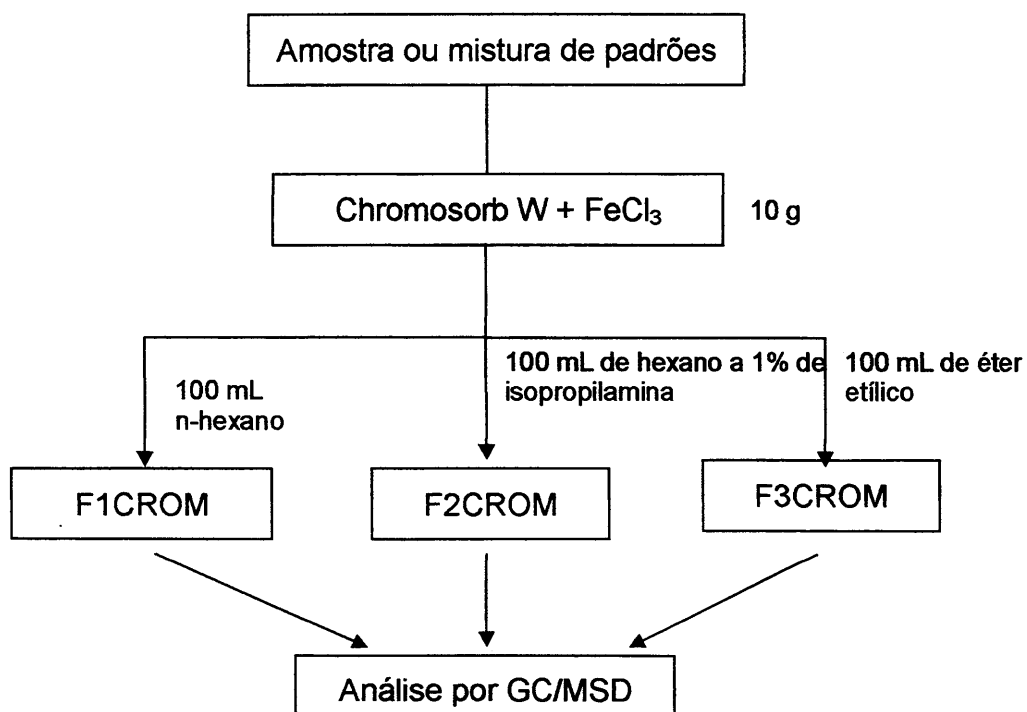 Amostra ou mistura de padrões
Chromosorb W + FeCl₃
10 g
100 mL
n-hexano
100 mL de hexano a 1% de
isopropilamina
100 mL de éter
etílico
F1CROM
F2CROM
F3CROM
Análise por GC/MSD